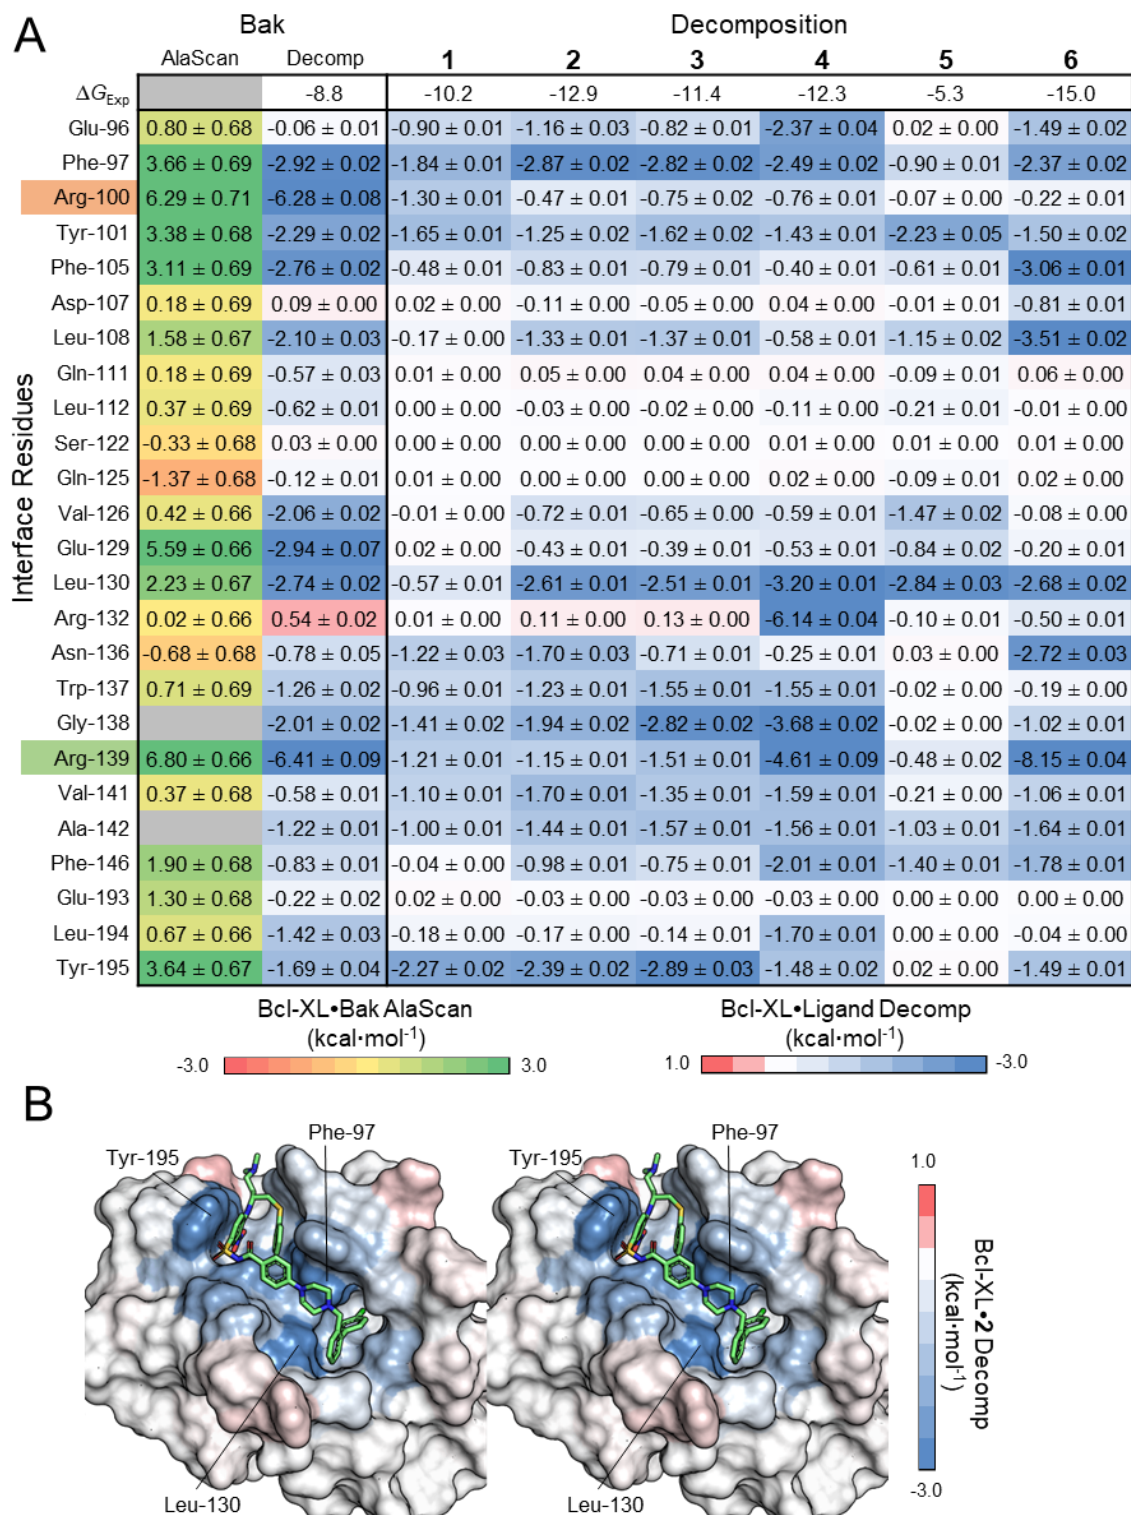 A
Bak Decomposition
AlaScan Decomp 1 2 3 4 5 6
ΔG_Exp -8.8 -10.2 -12.9 -11.4 -12.3 -5.3 -15.0
Interface Residues
Glu-96 0.80 ± 0.68 -0.06 ± 0.01 -0.90 ± 0.01 -1.16 ± 0.03 -0.82 ± 0.01 -2.37 ± 0.04 0.02 ± 0.00 -1.49 ± 0.02
Phe-97 3.66 ± 0.69 -2.92 ± 0.02 -1.84 ± 0.01 -2.87 ± 0.02 -2.82 ± 0.02 -2.49 ± 0.02 -0.90 ± 0.01 -2.37 ± 0.02
Arg-100 6.29 ± 0.71 -6.28 ± 0.08 -1.30 ± 0.01 -0.47 ± 0.01 -0.75 ± 0.02 -0.76 ± 0.01 -0.07 ± 0.00 -0.22 ± 0.01
Tyr-101 3.38 ± 0.68 -2.29 ± 0.02 -1.65 ± 0.01 -1.25 ± 0.02 -1.62 ± 0.02 -1.43 ± 0.01 -2.23 ± 0.05 -1.50 ± 0.02
Phe-105 3.11 ± 0.69 -2.76 ± 0.02 -0.48 ± 0.01 -0.83 ± 0.01 -0.79 ± 0.01 -0.40 ± 0.01 -0.61 ± 0.01 -3.06 ± 0.01
Asp-107 0.18 ± 0.69 0.09 ± 0.00 0.02 ± 0.00 -0.11 ± 0.00 -0.05 ± 0.00 0.04 ± 0.00 -0.01 ± 0.01 -0.81 ± 0.01
Leu-108 1.58 ± 0.67 -2.10 ± 0.03 -0.17 ± 0.00 -1.33 ± 0.01 -1.37 ± 0.01 -0.58 ± 0.01 -1.15 ± 0.02 -3.51 ± 0.02
Gln-111 0.18 ± 0.69 -0.57 ± 0.03 0.01 ± 0.00 0.05 ± 0.00 0.04 ± 0.00 0.04 ± 0.00 -0.09 ± 0.01 0.06 ± 0.00
Leu-112 0.37 ± 0.69 -0.62 ± 0.01 0.00 ± 0.00 -0.03 ± 0.00 -0.02 ± 0.00 -0.11 ± 0.00 -0.21 ± 0.01 -0.01 ± 0.00
Ser-122 -0.33 ± 0.68 0.03 ± 0.00 0.00 ± 0.00 0.00 ± 0.00 0.00 ± 0.00 0.01 ± 0.00 0.01 ± 0.00 0.01 ± 0.00
Gln-125 -1.37 ± 0.68 -0.12 ± 0.01 0.01 ± 0.00 0.00 ± 0.00 0.00 ± 0.00 0.02 ± 0.00 -0.09 ± 0.01 0.02 ± 0.00
Val-126 0.42 ± 0.66 -2.06 ± 0.02 -0.01 ± 0.00 -0.72 ± 0.01 -0.65 ± 0.00 -0.59 ± 0.01 -1.47 ± 0.02 -0.08 ± 0.00
Glu-129 5.59 ± 0.66 -2.94 ± 0.07 0.02 ± 0.00 -0.43 ± 0.01 -0.39 ± 0.01 -0.53 ± 0.01 -0.84 ± 0.02 -0.20 ± 0.01
Leu-130 2.23 ± 0.67 -2.74 ± 0.02 -0.57 ± 0.01 -2.61 ± 0.01 -2.51 ± 0.01 -3.20 ± 0.01 -2.84 ± 0.03 -2.68 ± 0.02
Arg-132 0.02 ± 0.66 0.54 ± 0.02 0.01 ± 0.00 0.11 ± 0.00 0.13 ± 0.00 -6.14 ± 0.04 -0.10 ± 0.01 -0.50 ± 0.01
Asn-136 -0.68 ± 0.68 -0.78 ± 0.05 -1.22 ± 0.03 -1.70 ± 0.03 -0.71 ± 0.01 -0.25 ± 0.01 0.03 ± 0.00 -2.72 ± 0.03
Trp-137 0.71 ± 0.69 -1.26 ± 0.02 -0.96 ± 0.01 -1.23 ± 0.01 -1.55 ± 0.01 -1.55 ± 0.01 -0.02 ± 0.00 -0.19 ± 0.00
Gly-138 -2.01 ± 0.02 -1.41 ± 0.02 -1.94 ± 0.02 -2.82 ± 0.02 -3.68 ± 0.02 -0.02 ± 0.00 -1.02 ± 0.01
Arg-139 6.80 ± 0.66 -6.41 ± 0.09 -1.21 ± 0.01 -1.15 ± 0.01 -1.51 ± 0.01 -4.61 ± 0.09 -0.48 ± 0.02 -8.15 ± 0.04
Val-141 0.37 ± 0.68 -0.58 ± 0.01 -1.10 ± 0.01 -1.70 ± 0.01 -1.35 ± 0.01 -1.59 ± 0.01 -0.21 ± 0.00 -1.06 ± 0.01
Ala-142 -1.22 ± 0.01 -1.00 ± 0.01 -1.44 ± 0.01 -1.57 ± 0.01 -1.56 ± 0.01 -1.03 ± 0.01 -1.64 ± 0.01
Phe-146 1.90 ± 0.68 -0.83 ± 0.01 -0.04 ± 0.00 -0.98 ± 0.01 -0.75 ± 0.01 -2.01 ± 0.01 -1.40 ± 0.01 -1.78 ± 0.01
Glu-193 1.30 ± 0.68 -0.22 ± 0.02 0.02 ± 0.00 -0.03 ± 0.00 -0.03 ± 0.00 -0.03 ± 0.00 0.00 ± 0.00 0.00 ± 0.00
Leu-194 0.67 ± 0.66 -1.42 ± 0.03 -0.18 ± 0.00 -0.17 ± 0.00 -0.14 ± 0.01 -1.70 ± 0.01 0.00 ± 0.00 -0.04 ± 0.00
Tyr-195 3.64 ± 0.67 -1.69 ± 0.04 -2.27 ± 0.02 -2.39 ± 0.02 -2.89 ± 0.03 -1.48 ± 0.02 0.02 ± 0.00 -1.49 ± 0.01
Bcl-XL•Bak AlaScan Bcl-XL•Ligand Decomp
(kcal·mol⁻¹) (kcal·mol⁻¹)
-3.0 3.0 1.0 -3.0
B
Phe-97 Phe-97
Tyr-195 Tyr-195 1.0
Bcl-XL•2 Decomp
(kcal·mol⁻¹)
Leu-130 Leu-130 -3.0